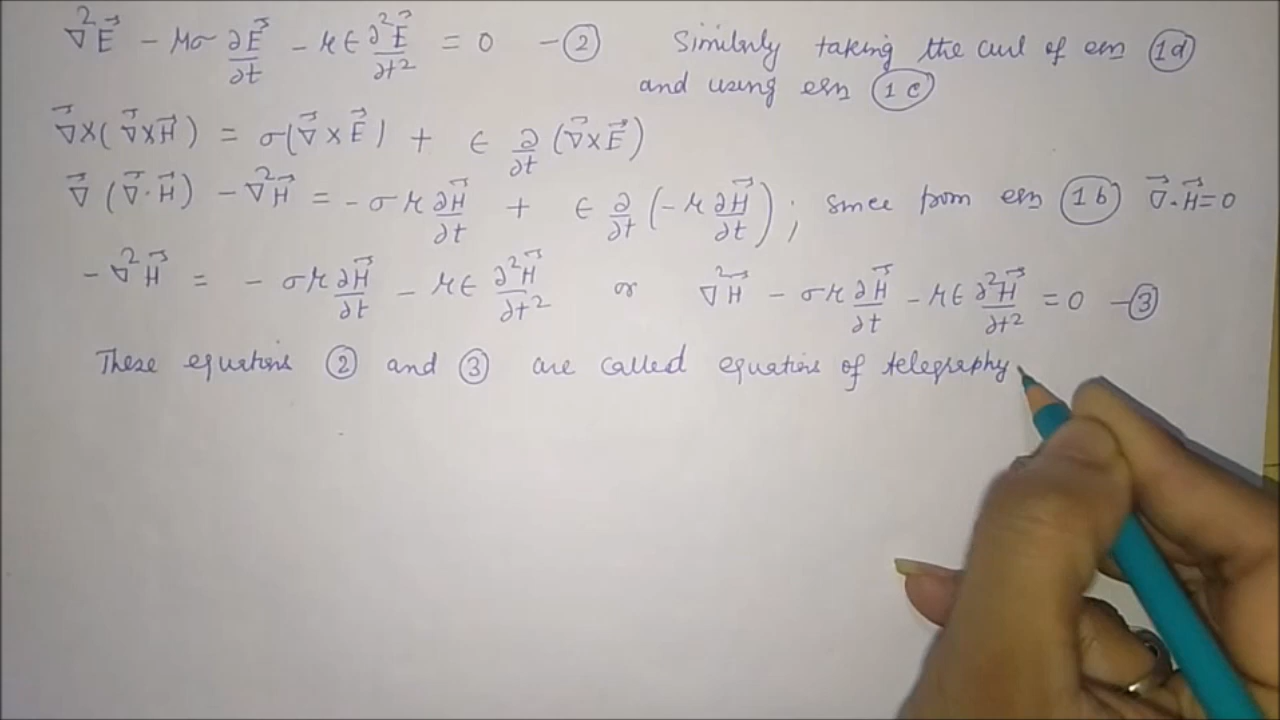 ∇²E⃗ − μσ ∂E⃗/∂t − μϵ ∂²E⃗/∂t² = 0 −② Similarly taking the curl of eqn (1d)
and using eqn (1c)
∇⃗×(∇⃗×H⃗) = σ(∇⃗×E⃗) + ϵ ∂/∂t (∇⃗×E⃗)
∇⃗(∇⃗·H⃗) − ∇²H⃗ = −σμ ∂H⃗/∂t + ϵ ∂/∂t (−μ ∂H⃗/∂t); since from eqn (1b) ∇⃗·H⃗=0
−∇²H⃗ = −σμ ∂H⃗/∂t − μϵ ∂²H⃗/∂t² or ∇²H⃗ − σμ ∂H⃗/∂t − μϵ ∂²H⃗/∂t² = 0 −③
These equations ② and ③ are called equations of telegraphy